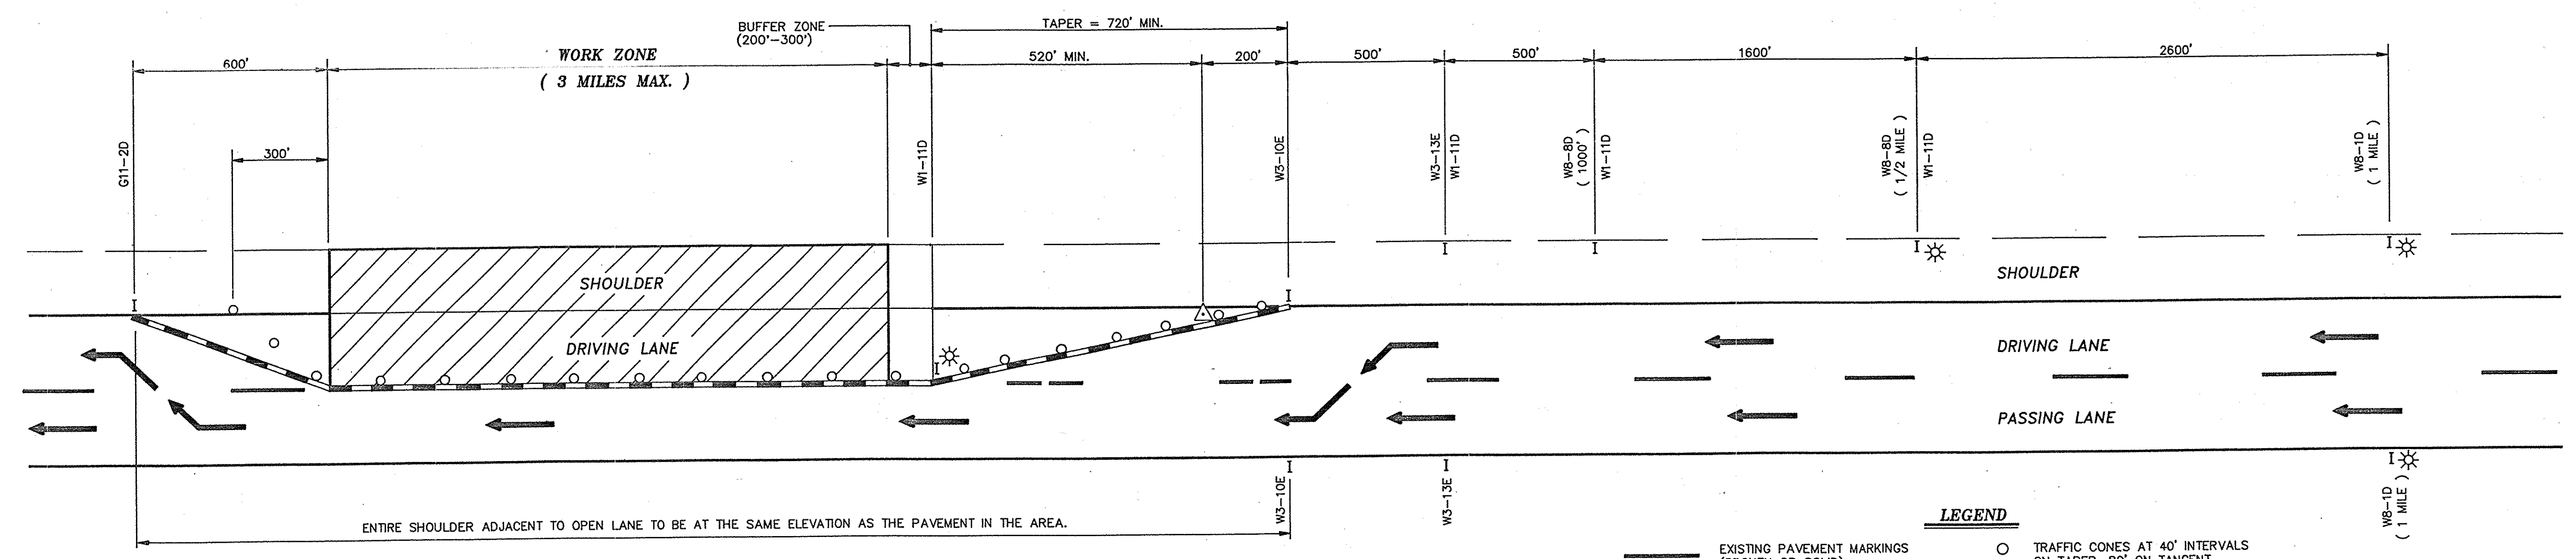 BUFFER ZONE
(200'-300')
TAPER = 720' MIN.
600'
WORK ZONE
( 3 MILES MAX. )
520' MIN.
200'
500'
500'
1600'
2600'
300'
G11-2D
W1-11D
W3-10E
W3-13E
W1-11D
W8-8D
( 1000' )
W1-11D
W8-8D
( 1/2 MILE )
W1-11D
W8-1D
( 1 MILE )
SHOULDER
SHOULDER
DRIVING LANE
DRIVING LANE
PASSING LANE
W3-10E
W3-13E
W8-1D
( 1 MILE )
ENTIRE SHOULDER ADJACENT TO OPEN LANE TO BE AT THE SAME ELEVATION AS THE PAVEMENT IN THE AREA.
LEGEND
EXISTING PAVEMENT MARKINGS
TRAFFIC CONES AT 40' INTERVALS